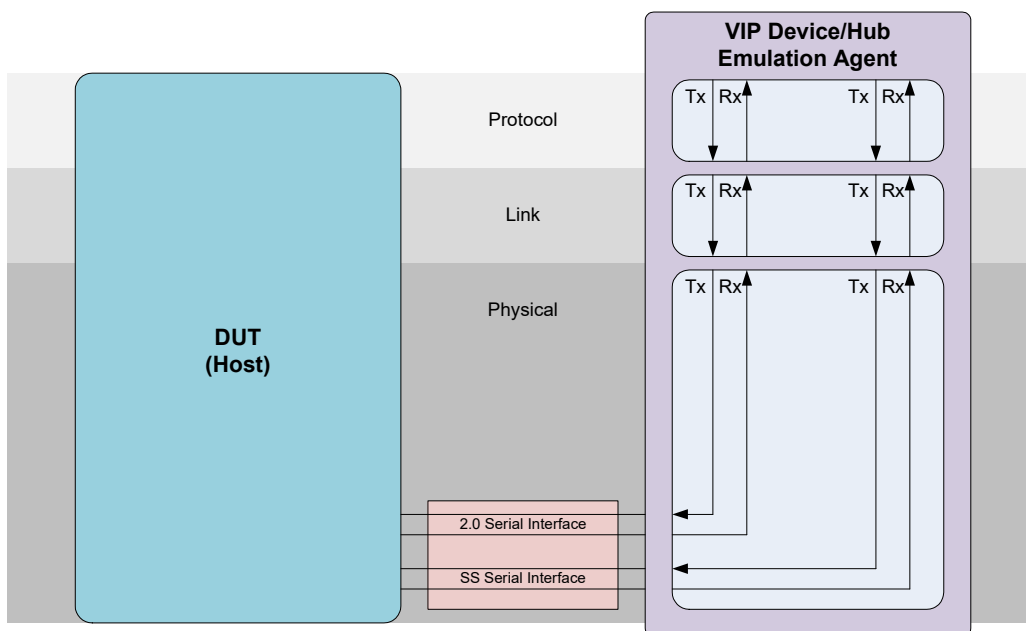 VIP Device/Hub
Emulation Agent
Tx Rx Tx Rx
Protocol
Tx Rx Tx Rx
Link
Tx Rx Tx Rx
Physical
DUT
(Host)
2.0 Serial Interface
SS Serial Interface